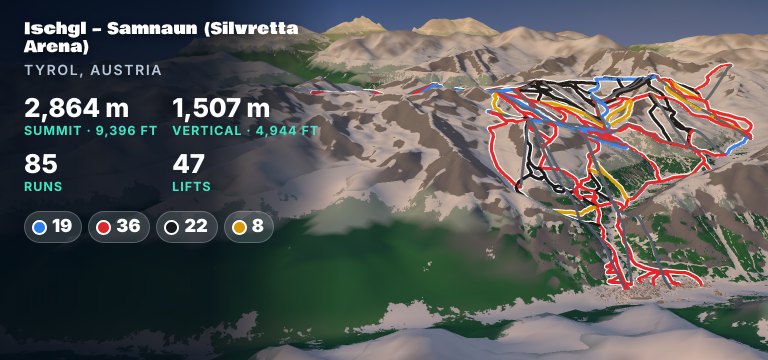 Ischgl – Samnaun (Silvretta
Arena)
TYROL, AUSTRIA
2,864 m 1,507 m
SUMMIT · 9,396 FT VERTICAL · 4,944 FT
85 47
RUNS LIFTS
19 36 22 8